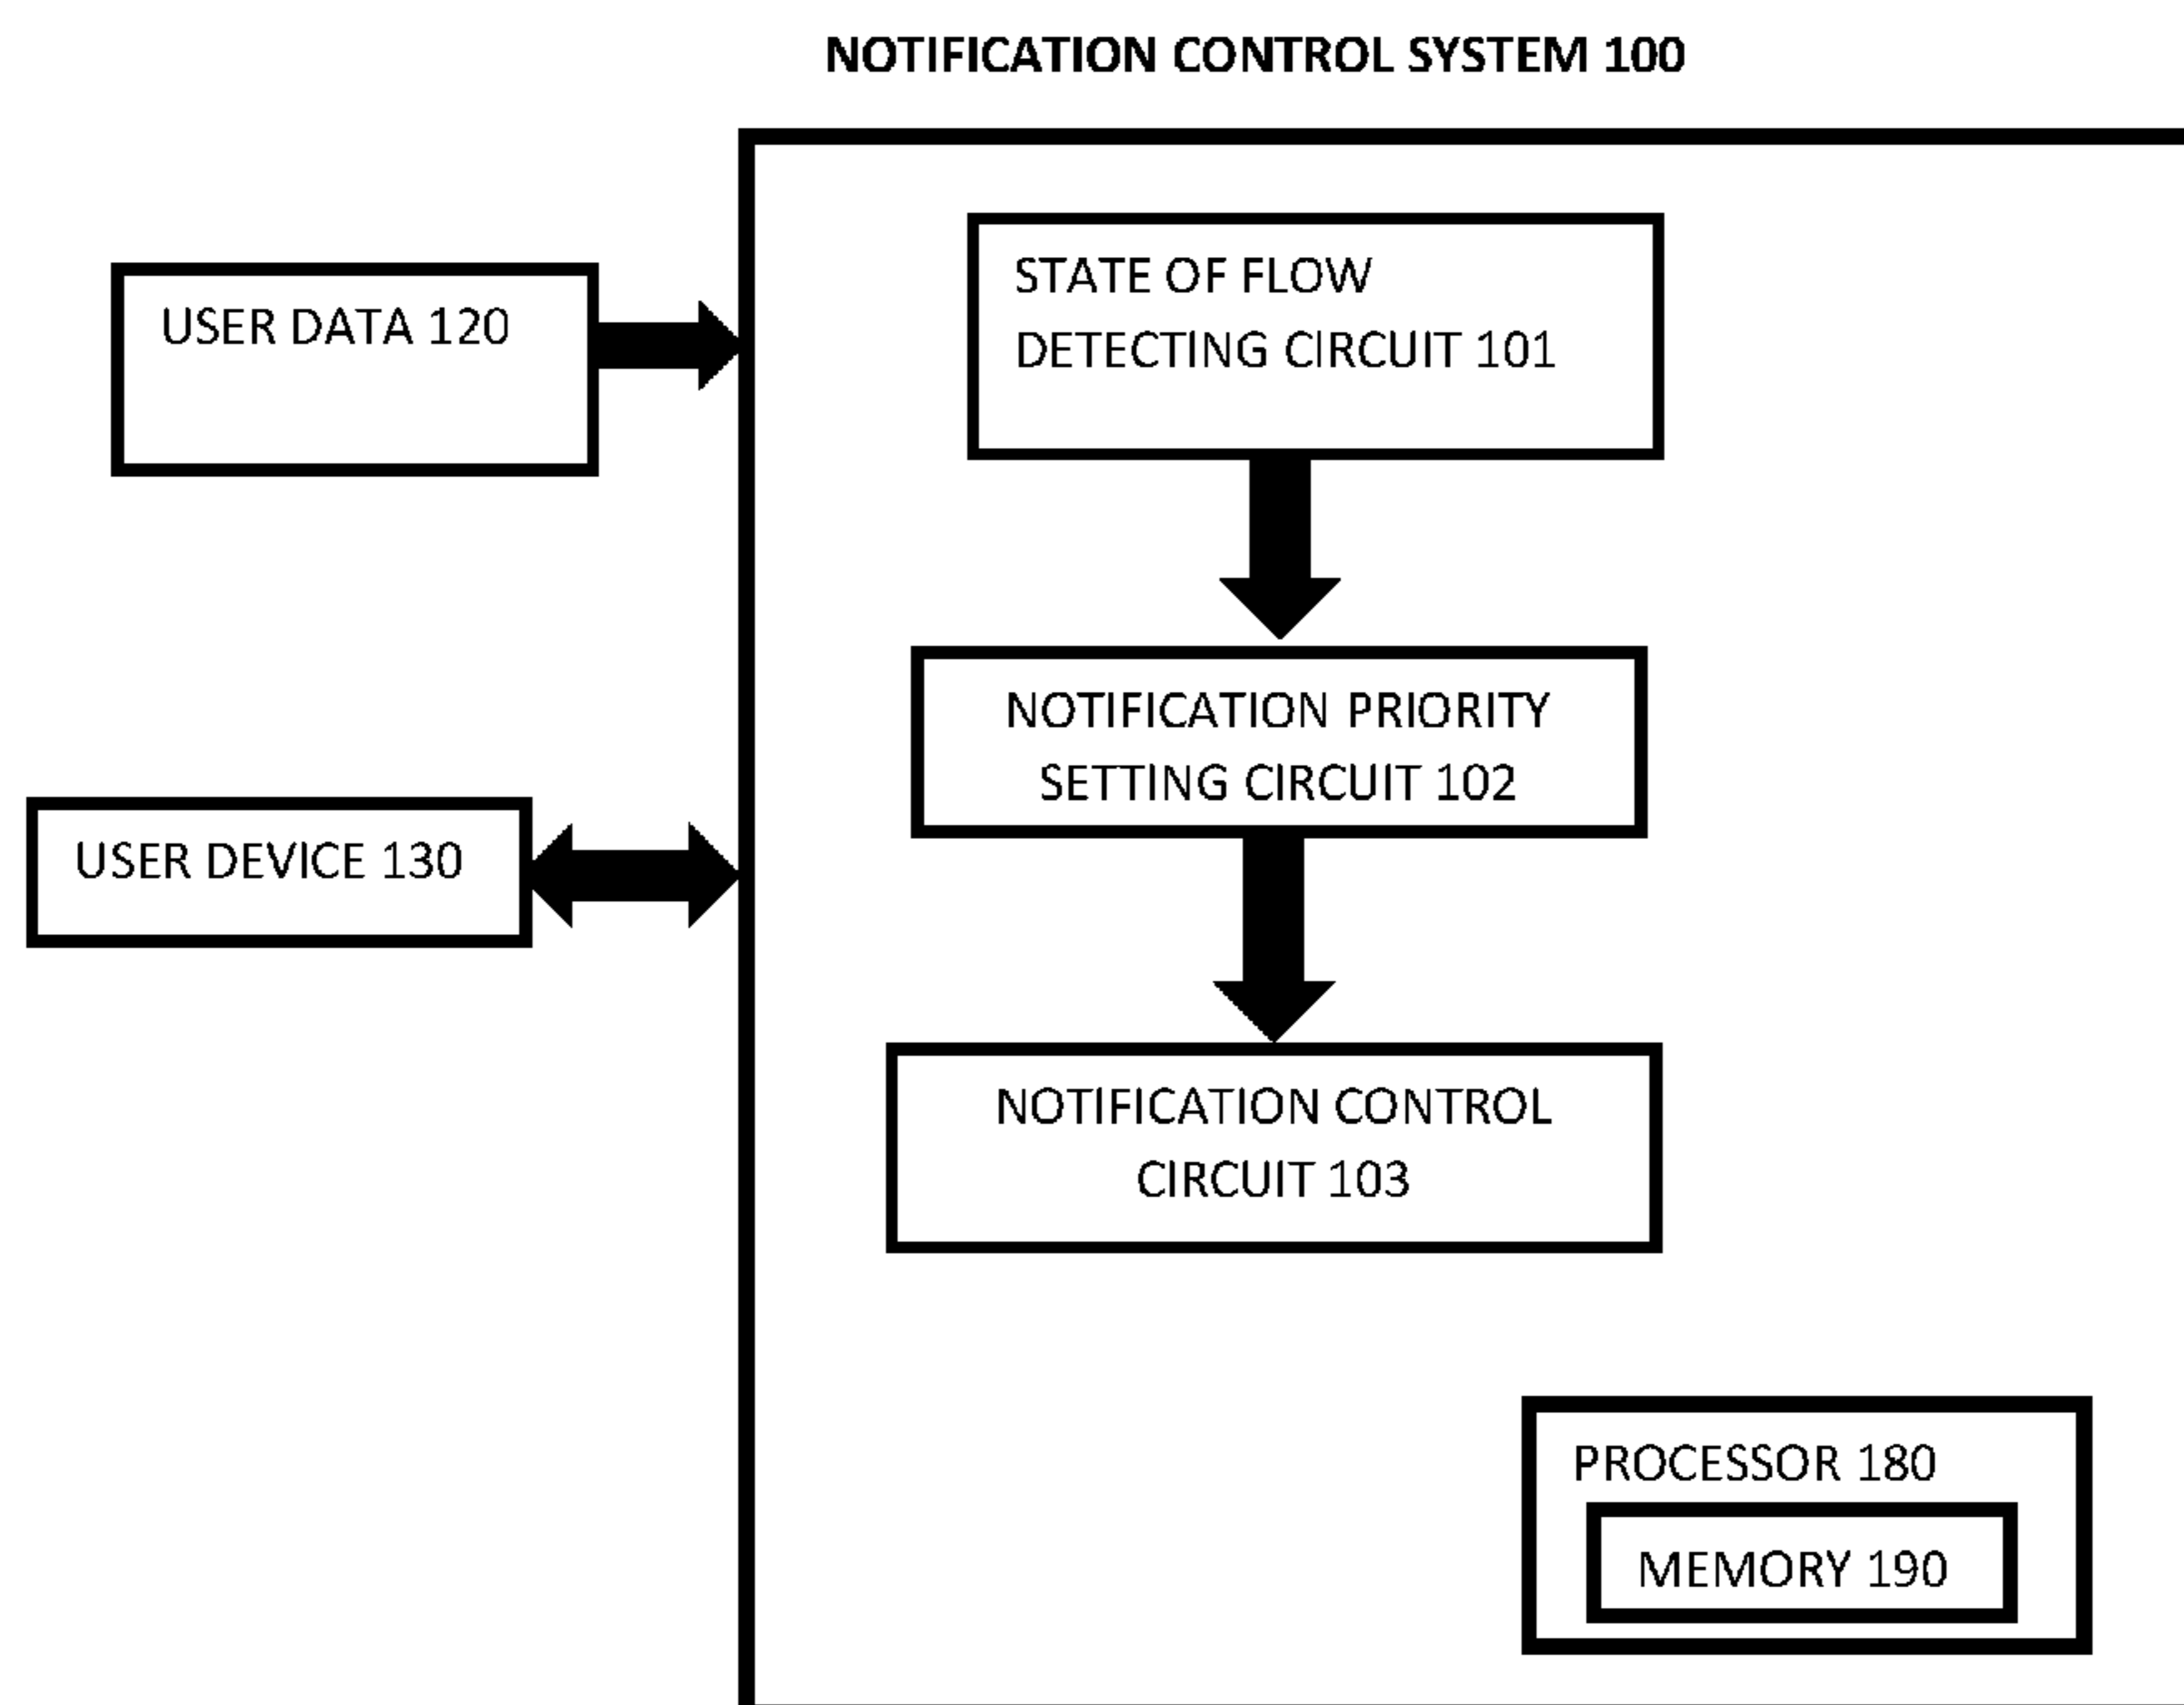 NOTIFICATION CONTROL SYSTEM 100
USER DATA 120
STATE OF FLOW
DETECTING CIRCUIT 101
NOTIFICATION PRIORITY
SETTING CIRCUIT 102
USER DEVICE 130
NOTIFICATION CONTROL
CIRCUIT 103
PROCESSOR 180
MEMORY 190